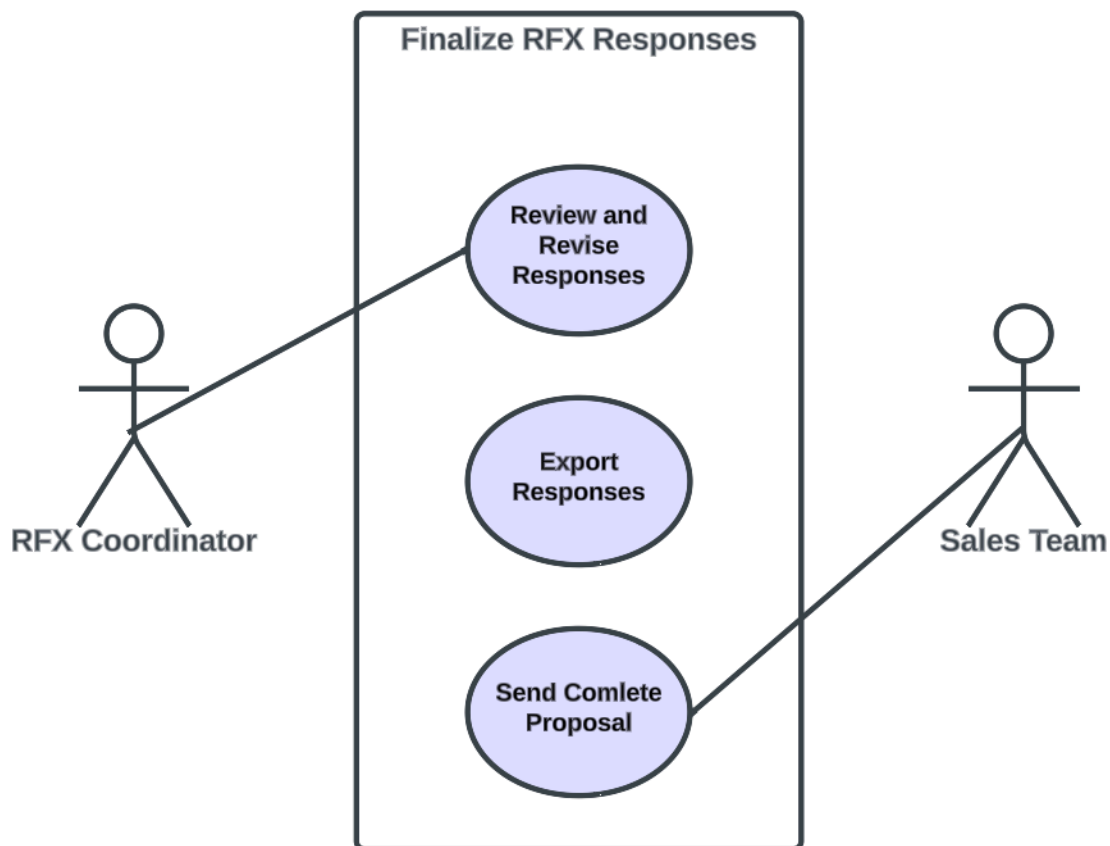 Finalize RFX Responses
Review and
Revise
Responses
Export
Responses
RFX Coordinator
Sales Team
Send Comlete
Proposal